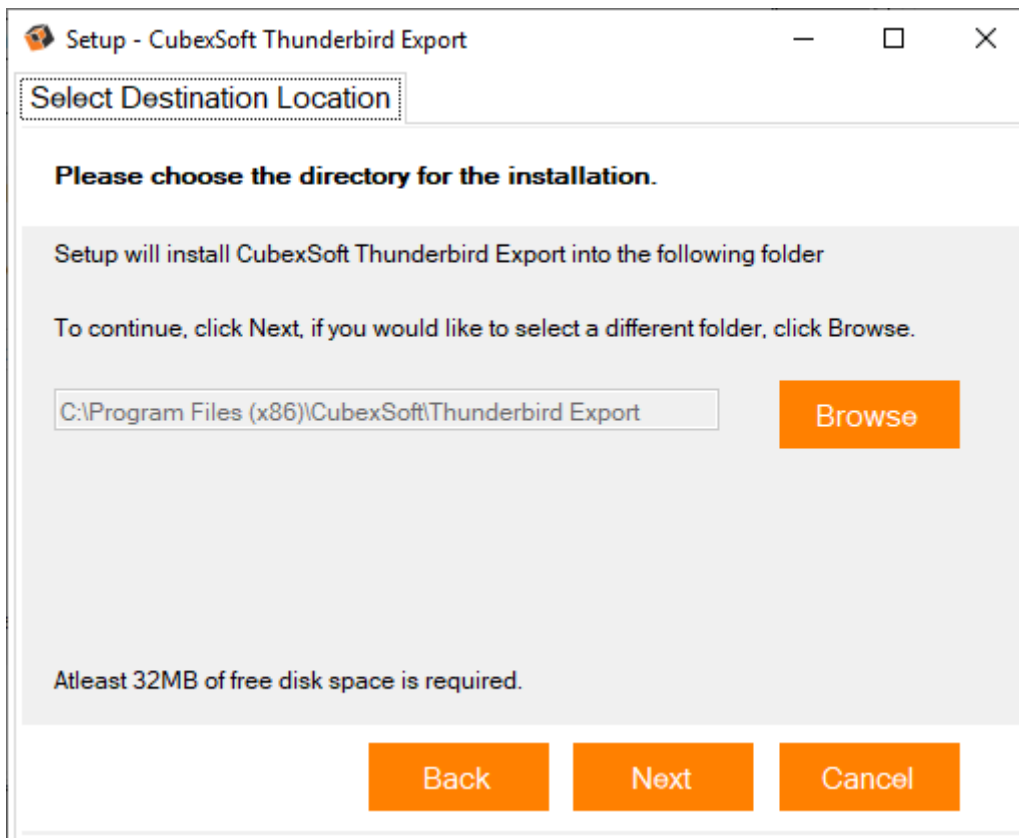 Setup - CubexSoft Thunderbird Export
Select Destination Location
Please choose the directory for the installation.
Setup will install CubexSoft Thunderbird Export into the following folder
To continue, click Next, if you would like to select a different folder, click Browse.
C:\Program Files (x86)\CubexSoft\Thunderbird Export
Browse
Atleast 32MB of free disk space is required.
Back
Next
Cancel